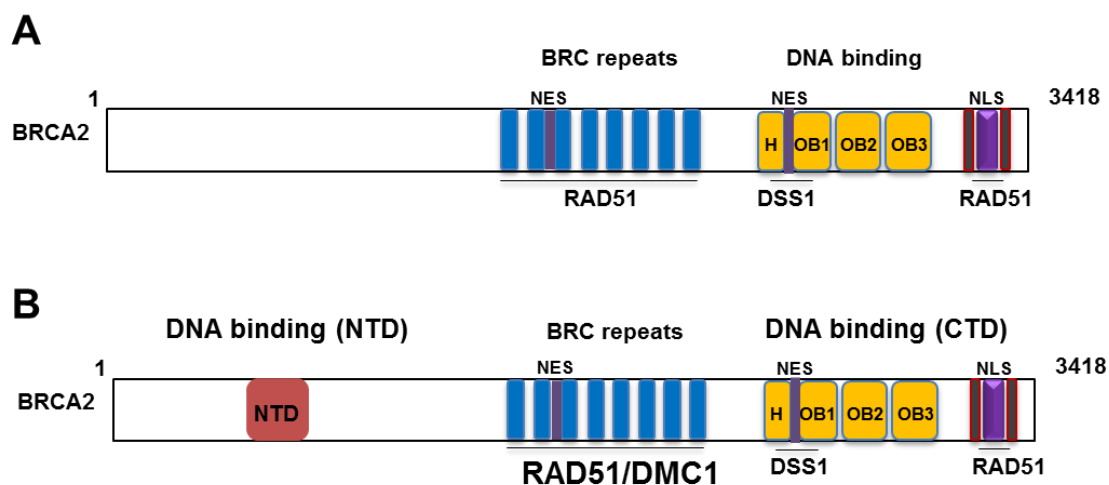 A
BRC repeats DNA binding
1 NES NES NLS 3418
BRCA2 H OB1 OB2 OB3
RAD51 DSS1 RAD51
B
DNA binding (NTD) BRC repeats DNA binding (CTD)
1 NES NES NLS 3418
BRCA2 NTD H OB1 OB2 OB3
RAD51/DMC1 DSS1 RAD51